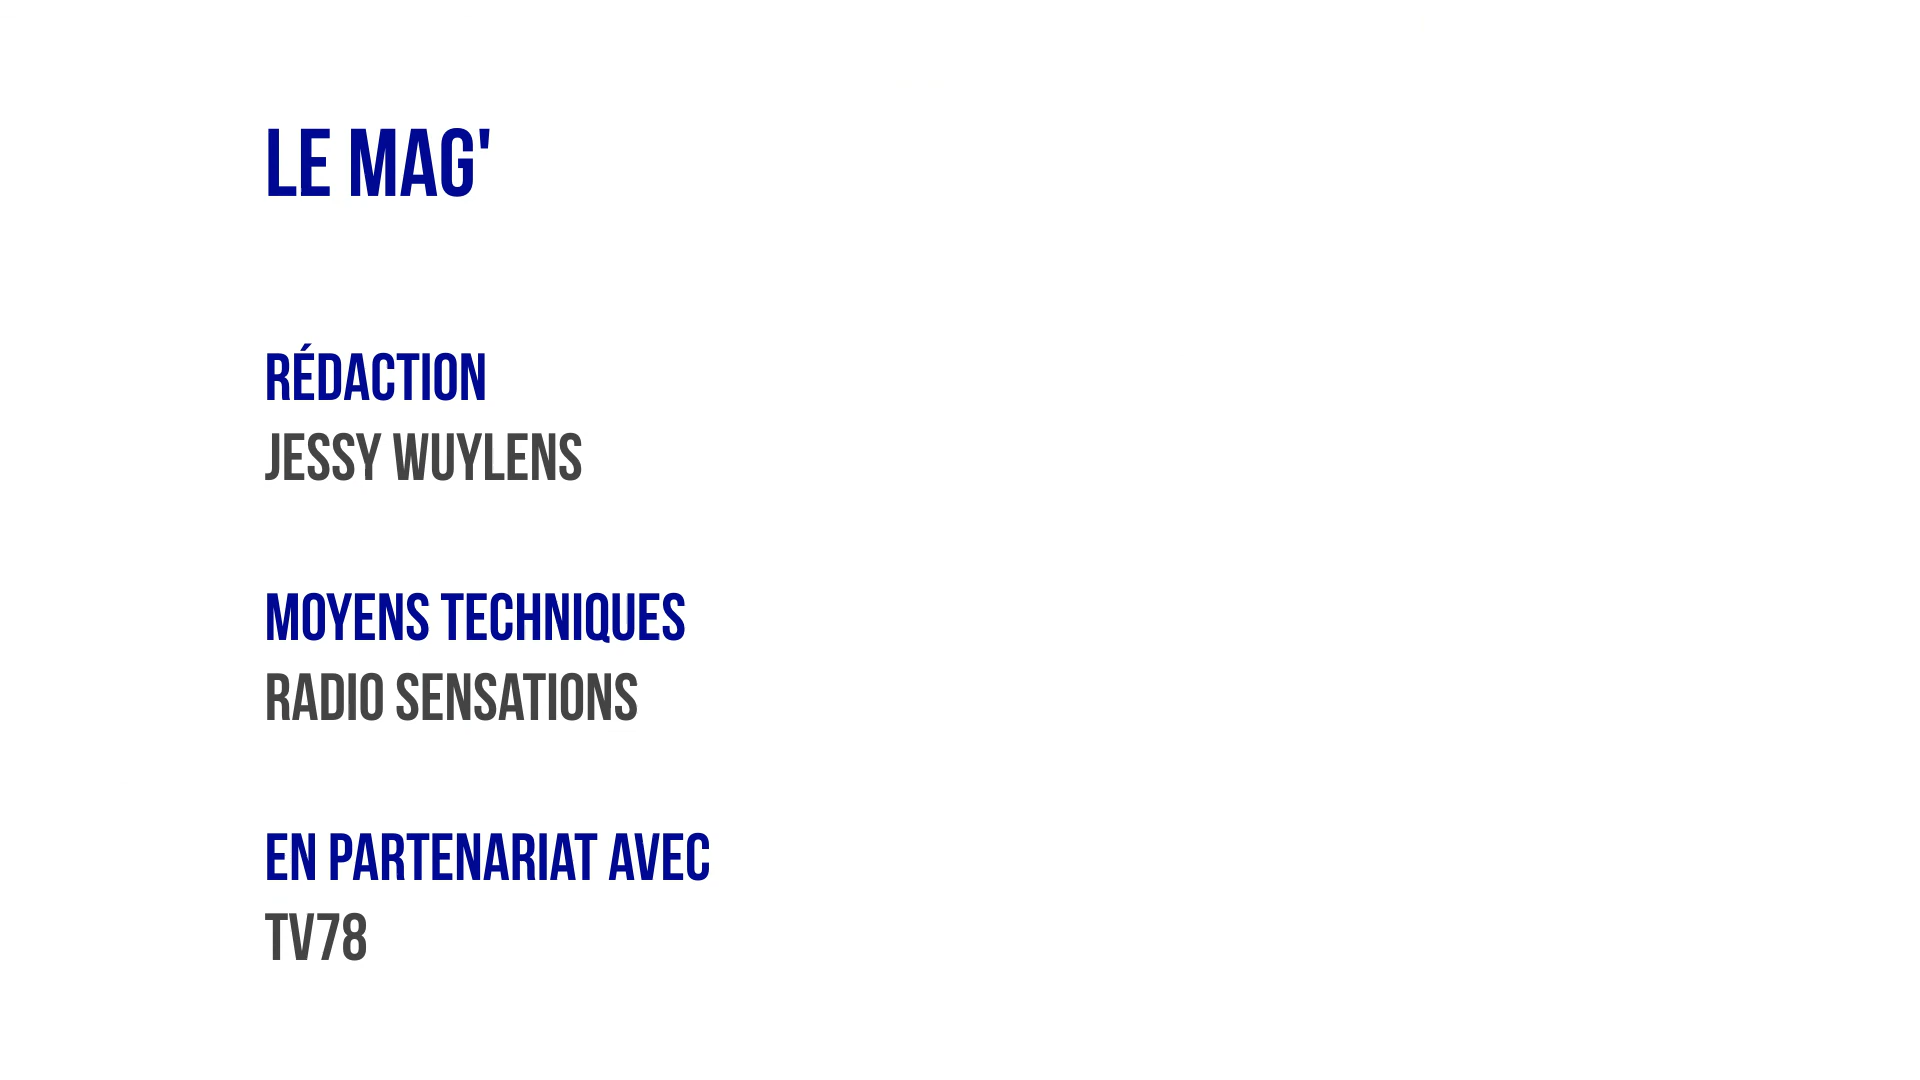 LE MAG'
RÉDACTION
JESSY WUYLENS
MOYENS TECHNIQUES
RADIO SENSATIONS
EN PARTENARIAT AVEC
TV78